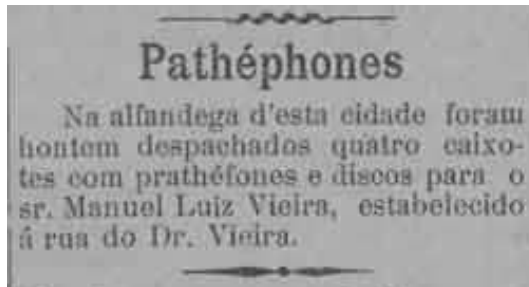 Pathéphones
Na alfandega d'esta cidade foram
hontem despachados quatro caixo-
tes com prathéfones e discos para o
sr. Manuel Luiz Vieira, estabelecido
á rua do Dr. Vieira.